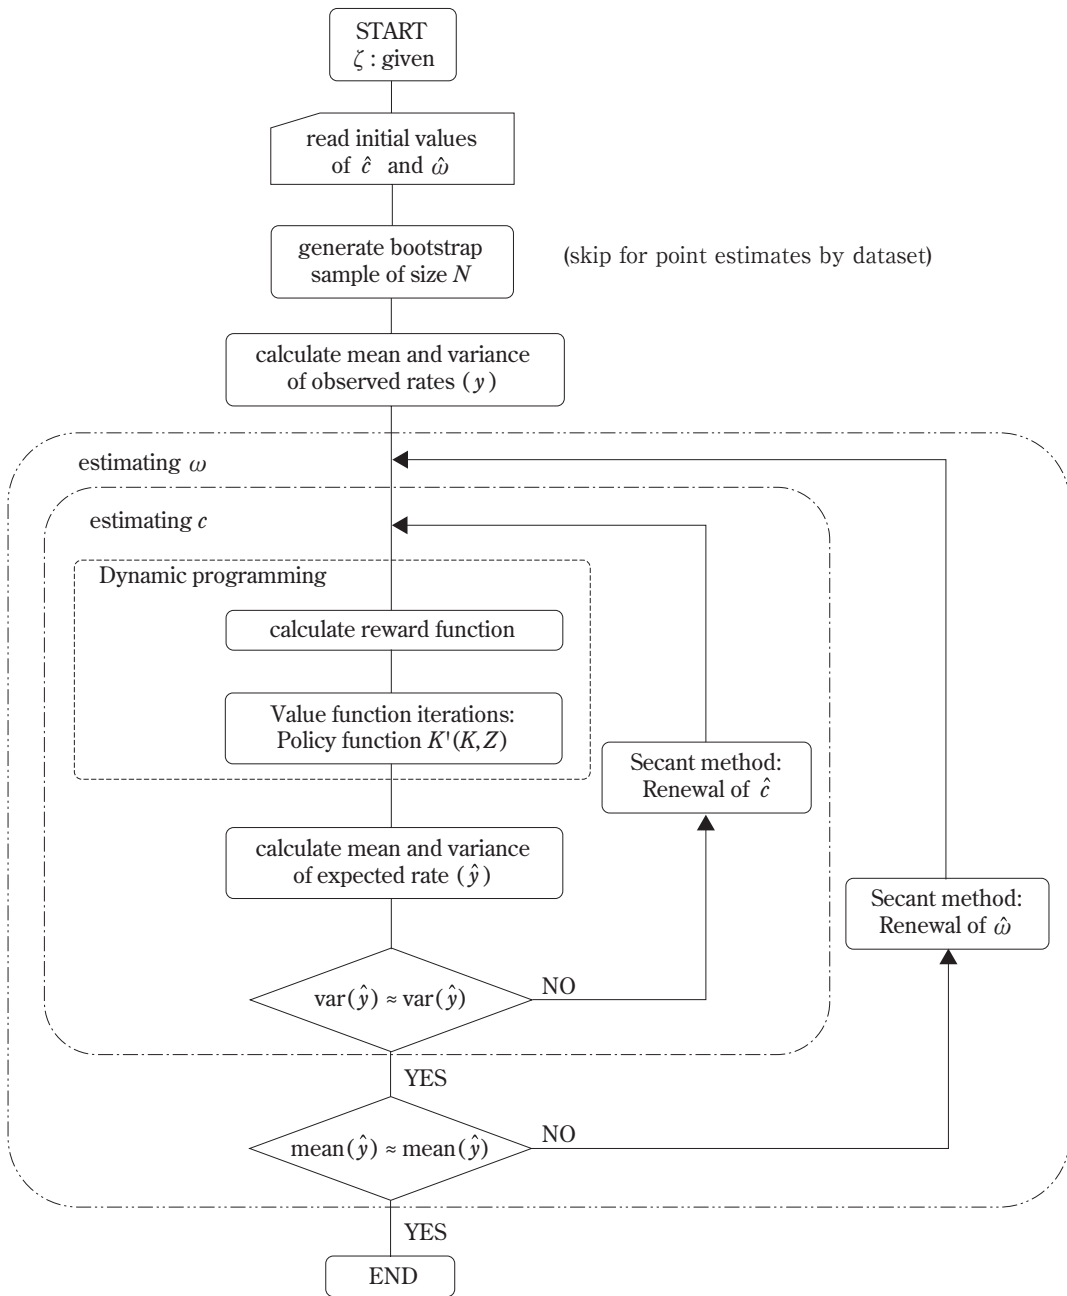 START
ζ : given
read initial values
of ĉ and ω̂
generate bootstrap
sample of size N
(skip for point estimates by dataset)
calculate mean and variance
of observed rates ( y )
estimating ω
estimating c
Dynamic programming
calculate reward function
Value function iterations:
Policy function K'(K, Z)
Secant method:
Renewal of ĉ
calculate mean and variance
of expected rate ( ŷ )
Secant method:
Renewal of ω̂
var(ŷ) ≈ var(ŷ)
NO
YES
mean(ŷ) ≈ mean(ŷ)
NO
YES
END